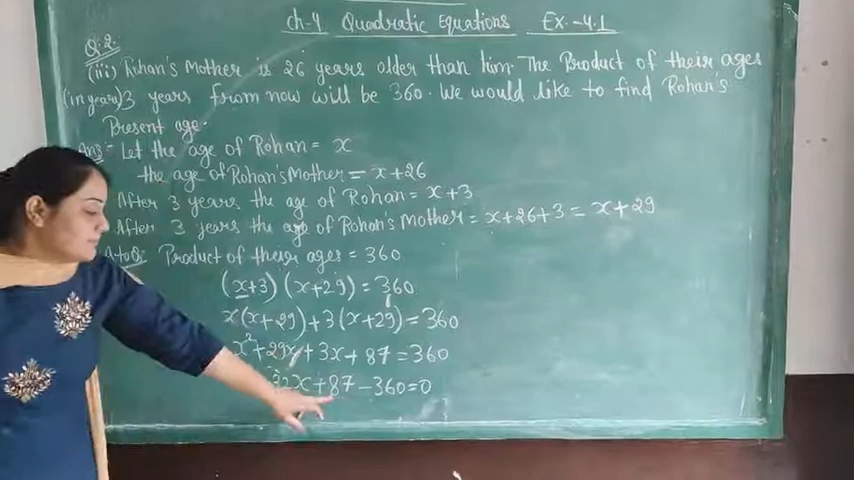 Ch-4 Quadratic Equations Ex-4.1
Q.2
(iii) Rohan's Mother is 26 years older than him. The Product of their ages
(in years) 3 years from now will be 360. We would like to find Rohan's
Present age.
Ans:- Let the age of Rohan = x
the age of Rohan's Mother = x+26
After 3 years, the age of Rohan = x+3
After 3 years the age of Rohan's Mother = x+26+3 = x+29
A.to Q: Product of their ages = 360
(x+3)(x+29) = 360
x(x+29)+3(x+29) = 360
x²+29x+3x+87 = 360
32x+87-360=0